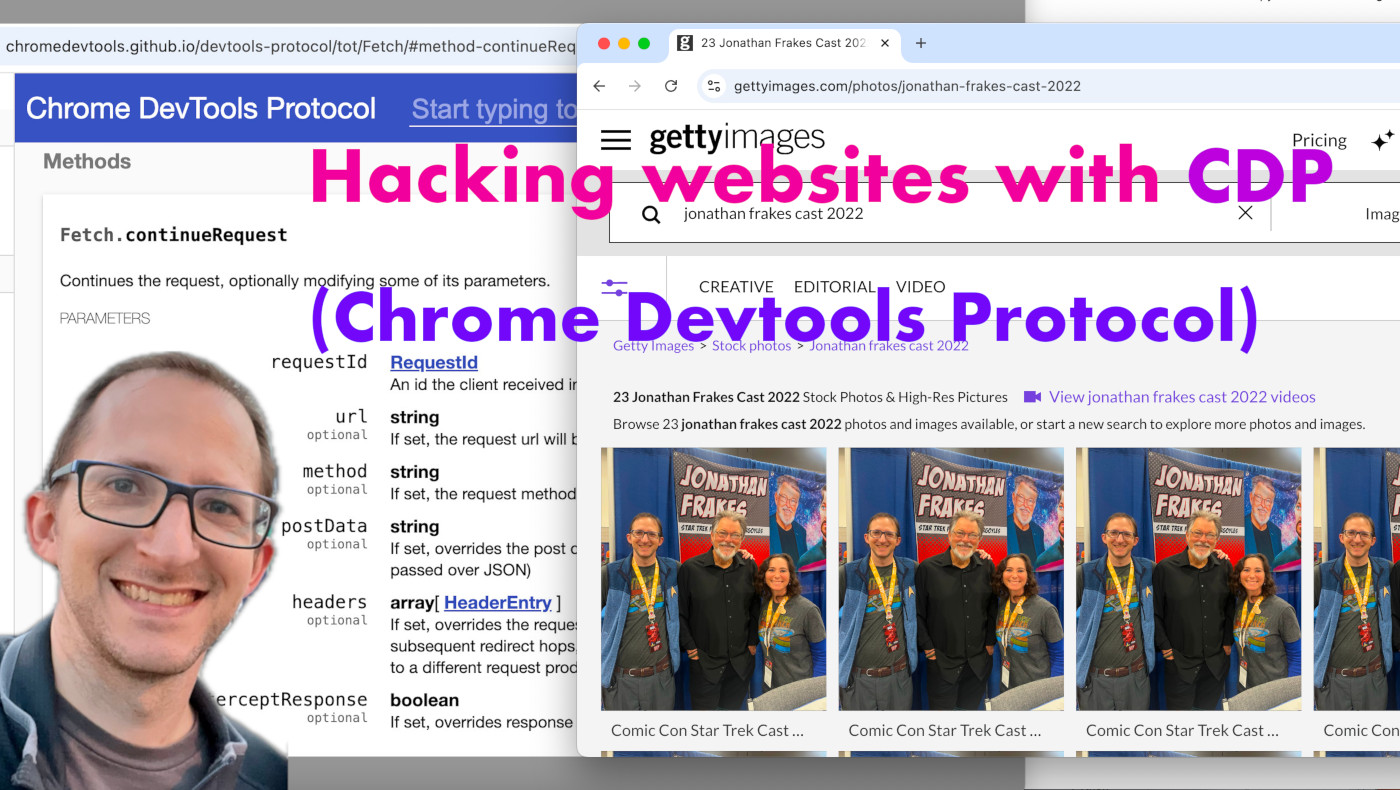 chromedevtools.github.io/devtools-protocol/tot/Fetch/#method-continueReq
Chrome DevTools Protocol
Start typing to
Methods
Fetch.continueRequest
Continues the request, optionally modifying some of its parameters.
PARAMETERS
requestId RequestId
An id the client received in
url string
optional If set, the request url will b
method string
optional If set, the request method
postData string
optional If set, overrides the post d
passed over JSON)
headers array[ HeaderEntry ]
optional If set, overrides the reques
subsequent redirect hops,
to a different request prod
erceptResponse boolean
optional If set, overrides response
Hacking websites with CDP
(Chrome Devtools Protocol)
23 Jonathan Frakes Cast 202
gettyimages.com/photos/jonathan-frakes-cast-2022
gettyimages
Pricing
jonathan frakes cast 2022
Imag
CREATIVE EDITORIAL VIDEO
Getty Images > Stock photos > Jonathan frakes cast 2022
23 Jonathan Frakes Cast 2022 Stock Photos & High-Res Pictures View jonathan frakes cast 2022 videos
Browse 23 jonathan frakes cast 2022 photos and images available, or start a new search to explore more photos and images.
JONATHAN JONATHAN JONATHAN JON
FRAKES FRAKES FRAKES FRA
Comic Con Star Trek Cast ... Comic Con Star Trek Cast ... Comic Con Star Trek Cast ... Comic Con